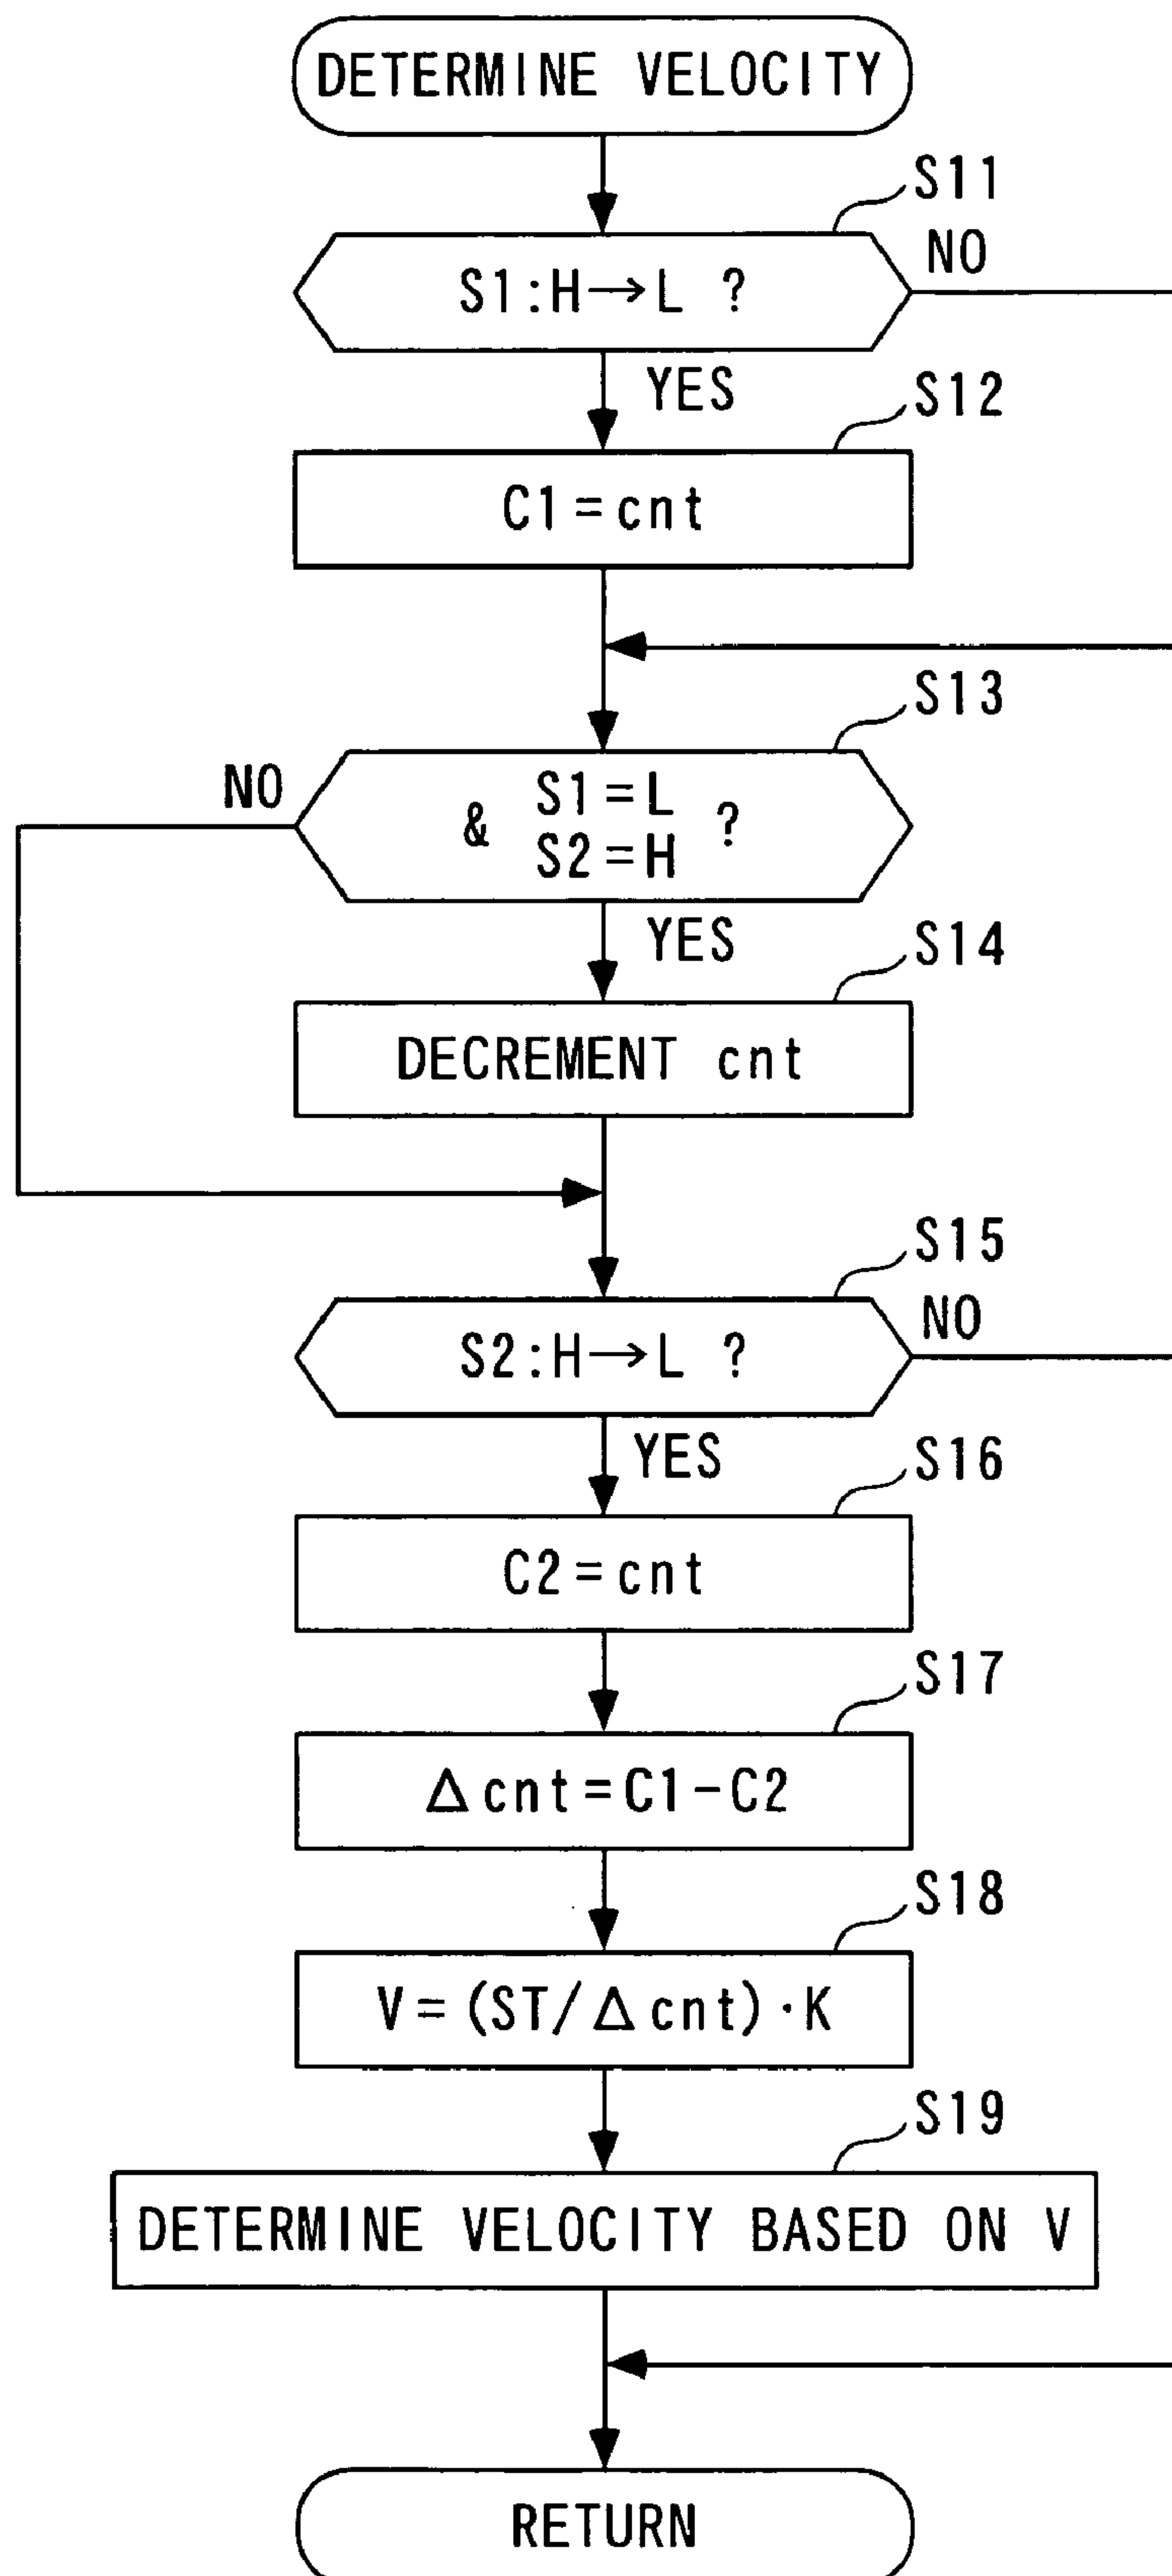 DETERMINE VELOCITY
S11
S1:H→L ?
NO
YES
S12
C1=cnt
S13
NO
& S1=L
S2=H ?
YES
S14
DECREMENT cnt
S15
S2:H→L ?
NO
YES
S16
C2=cnt
S17
Δcnt=C1-C2
S18
V=(ST/Δcnt)·K
S19
DETERMINE VELOCITY BASED ON V
RETURN